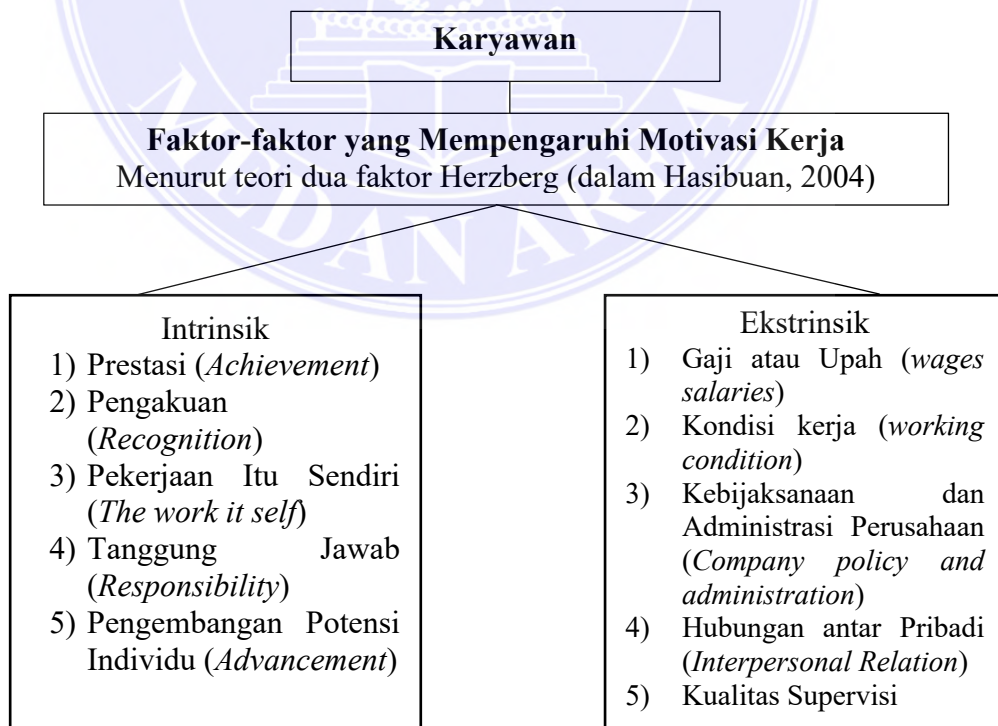 Karyawan
Faktor-faktor yang Mempengaruhi Motivasi Kerja
Menurut teori dua faktor Herzberg (dalam Hasibuan, 2004)
MEDAN AREA
Intrinsik
1) Prestasi (Achievement)
2) Pengakuan
(Recognition)
3) Pekerjaan Itu Sendiri
(The work it self)
4) Tanggung Jawab
(Responsibility)
5) Pengembangan Potensi
Individu (Advancement)
Ekstrinsik
1) Gaji atau Upah (wages
salaries)
2) Kondisi kerja (working
condition)
3) Kebijaksanaan dan
Administrasi Perusahaan
(Company policy and
administration)
4) Hubungan antar Pribadi
(Interpersonal Relation)
5) Kualitas Supervisi